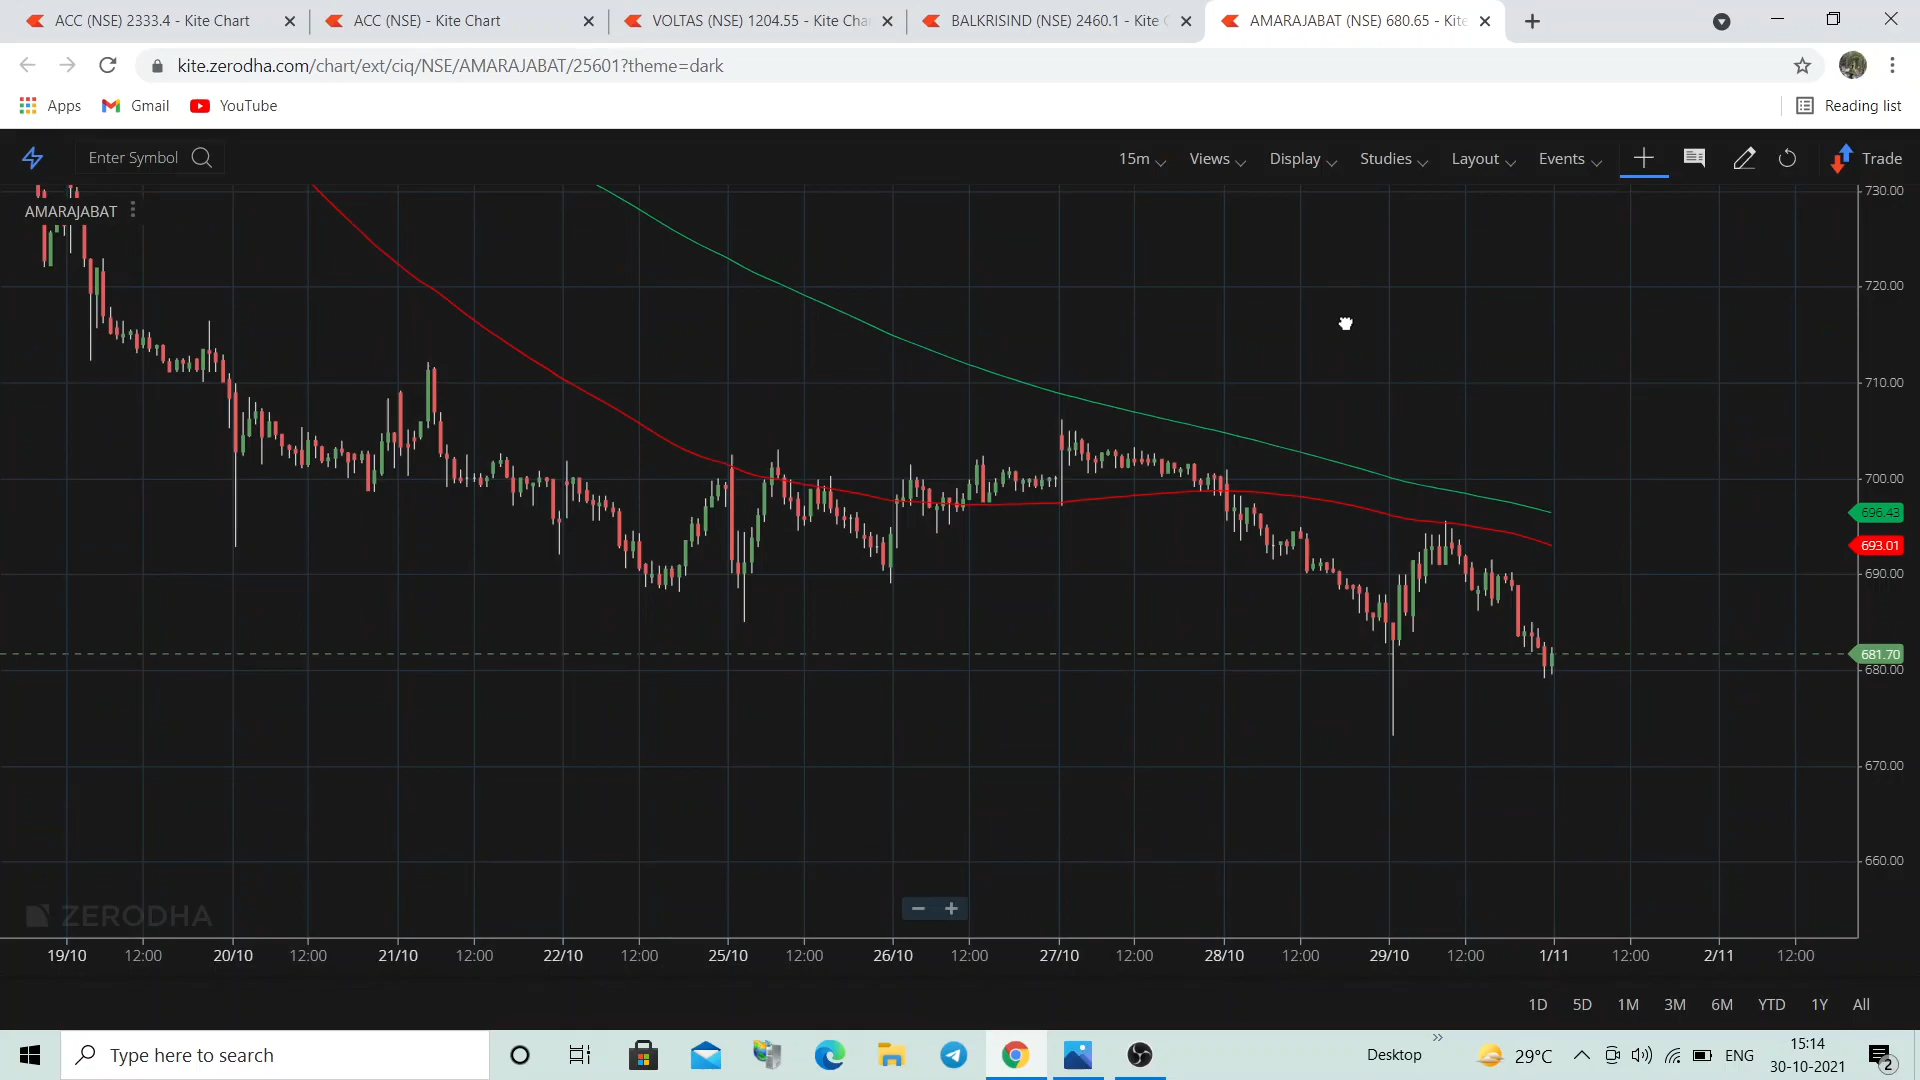 ACC (NSE) 2333.4 - Kite Chart
ACC (NSE) - Kite Chart
VOLTAS (NSE) 1204.55 - Kite Cha
BALKRISIND (NSE) 2460.1 - Kite C
AMARAJABAT (NSE) 680.65 - Kite
kite.zerodha.com/chart/ext/ciq/NSE/AMARAJABAT/25601?theme=dark
Apps Gmail YouTube Reading list
Enter Symbol 15m Views Display Studies Layout Events Trade
AMARAJABAT
730.00
720.00
710.00
700.00
696.43
693.01
690.00
681.70
680.00
670.00
660.00
ZERODHA
19/10 12:00 20/10 12:00 21/10 12:00 22/10 12:00 25/10 12:00 26/10 12:00 27/10 12:00 28/10 12:00 29/10 12:00 1/11 12:00 2/11 12:00
1D 5D 1M 3M 6M YTD 1Y All
Type here to search
Desktop
29°C
ENG
15:14
30-10-2021
2